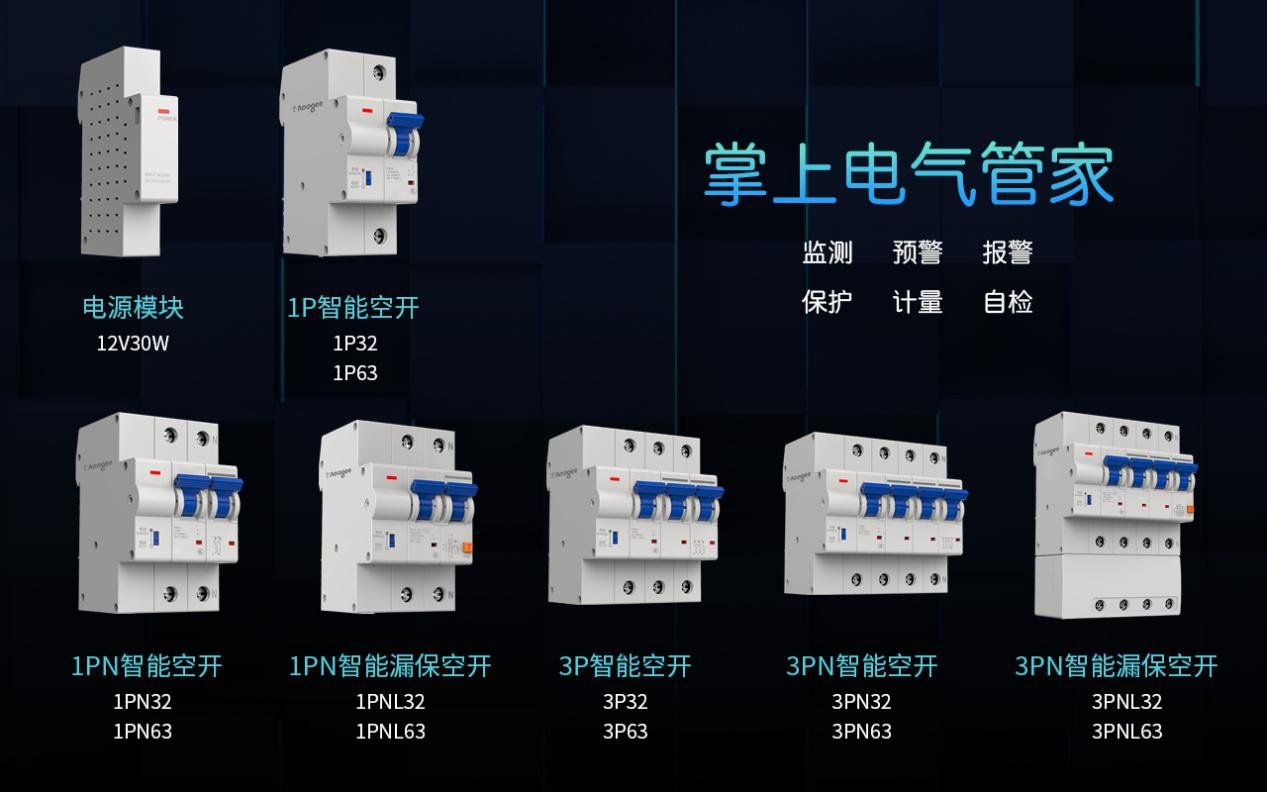 掌上电气管家
监测 预警 报警
保护 计量 自检
电源模块
12V30W
1P智能空开
1P32
1P63
1PN智能空开
1PN32
1PN63
1PN智能漏保空开
1PNL32
1PNL63
3P智能空开
3P32
3P63
3PN智能空开
3PN32
3PN63
3PN智能漏保空开
3PNL32
3PNL63
POWER
N
N
N